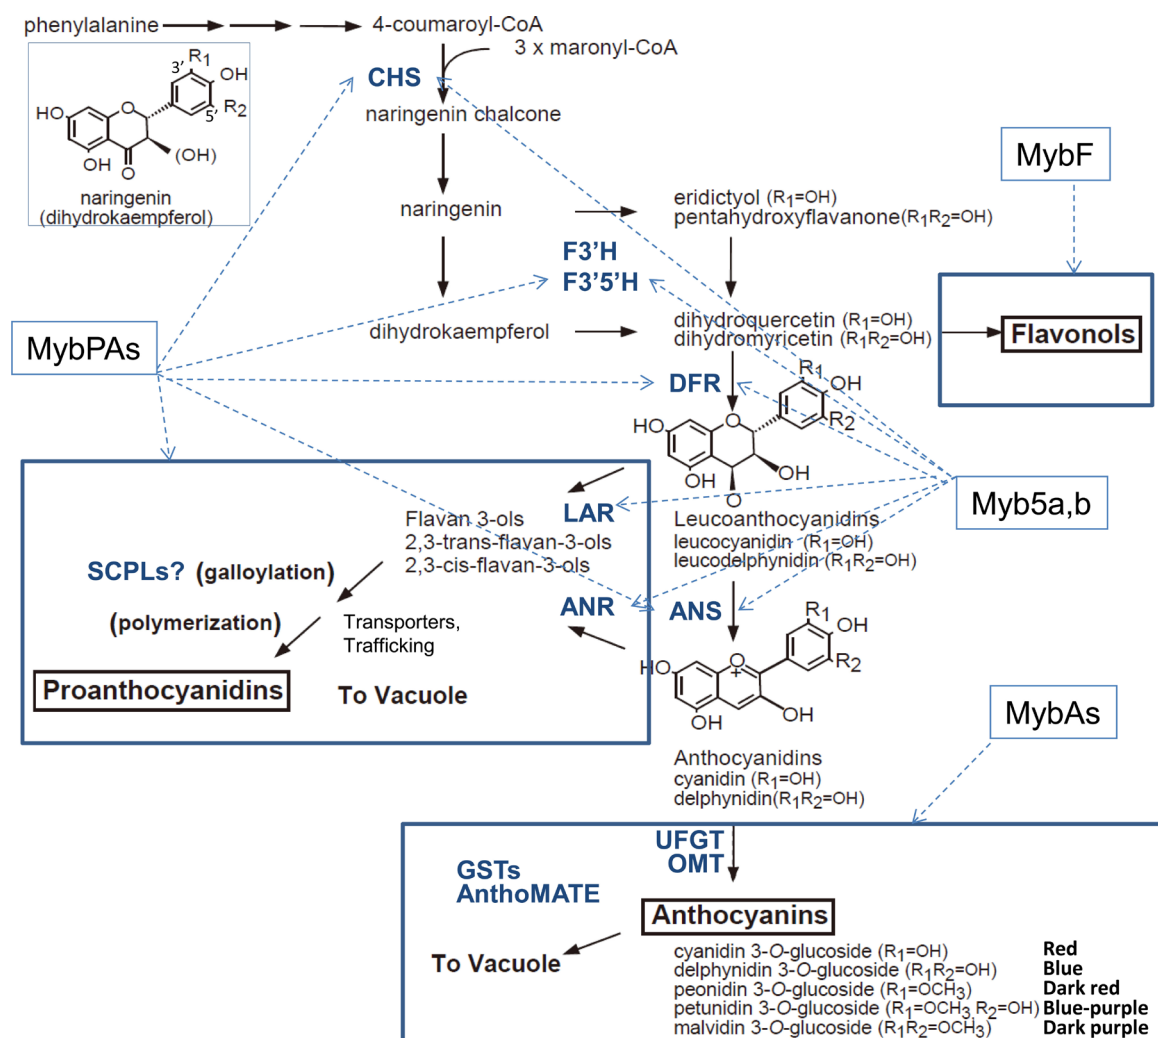 phenylalanine
4-coumaroyl-CoA
3 x maronyl-CoA
CHS
naringenin chalcone
3'
R1
OH
5'
R2
HO
O
OH
O
(OH)
naringenin
(dihydrokaempferol)
MybF
naringenin
eridictyol (R1=OH)
pentahydroxyflavanone(R1R2=OH)
F3'H
F3'5'H
MybPAs
dihydrokaempferol
dihydroquercetin (R1=OH)
dihydromyricetin (R1R2=OH)
Flavonols
DFR
R1
OH
R2
HO
O
OH
OH
O
Myb5a,b
LAR
Leucoanthocyanidins
leucocyanidin (R1=OH)
leucodelphynidin (R1R2=OH)
Flavan 3-ols
2,3-trans-flavan-3-ols
2,3-cis-flavan-3-ols
SCPLs? (galloylation)
(polymerization)
Transporters,
Trafficking
ANR
ANS
Proanthocyanidins
To Vacuole
R1
OH
R2
HO
O
+
OH
OH
MybAs
Anthocyanidins
cyanidin (R1=OH)
delphynidin(R1R2=OH)
UFGT
OMT
GSTs
AnthoMATE
Anthocyanins
To Vacuole
cyanidin 3-O-glucoside (R1=OH) Red
delphynidin 3-O-glucoside (R1R2=OH) Blue
peonidin 3-O-glucoside (R1=OCH3) Dark red
petunidin 3-O-glucoside (R1=OCH3, R2=OH) Blue-purple
malvidin 3-O-glucoside (R1R2=OCH3) Dark purple